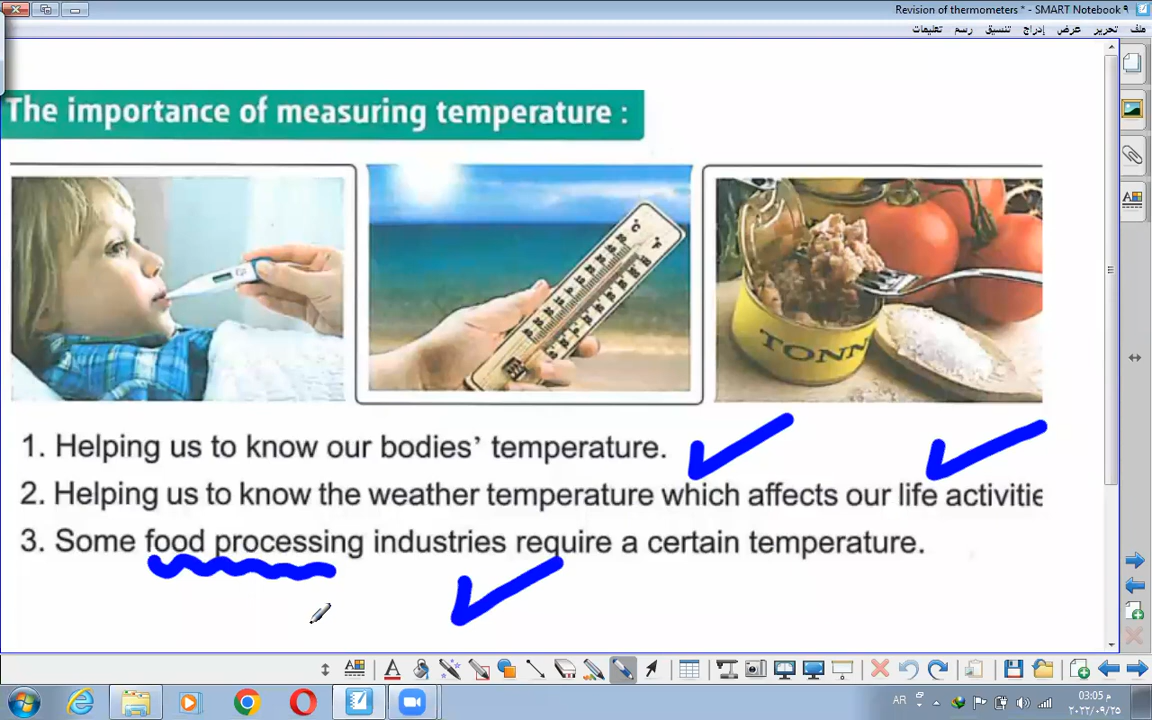 Revision of thermometers * - SMART Notebook ٩
ملف تحرير عرض إدراج تنسيق رسم تعليمات
The importance of measuring temperature :
°C °F
TONN
1. Helping us to know our bodies’ temperature.
2. Helping us to know the weather temperature which affects our life activitie
3. Some food processing industries require a certain temperature.
AR
03:05 م
٢٠٢٢/٠٩/٢٥